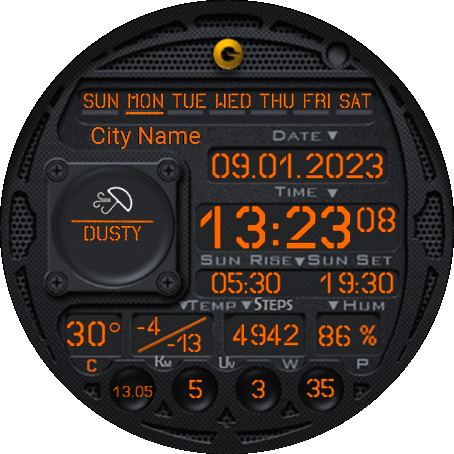 SUN MON TUE WED THU FRI SAT
City Name
DATE
09.01.2023
TIME
13:23 08
SUN RISE SUN SET
05:30 19:30
DUSTY
TEMP STEPS HUM
30° -4 -13 4942 86 %
C KM UV W P
13.05 5 3 35